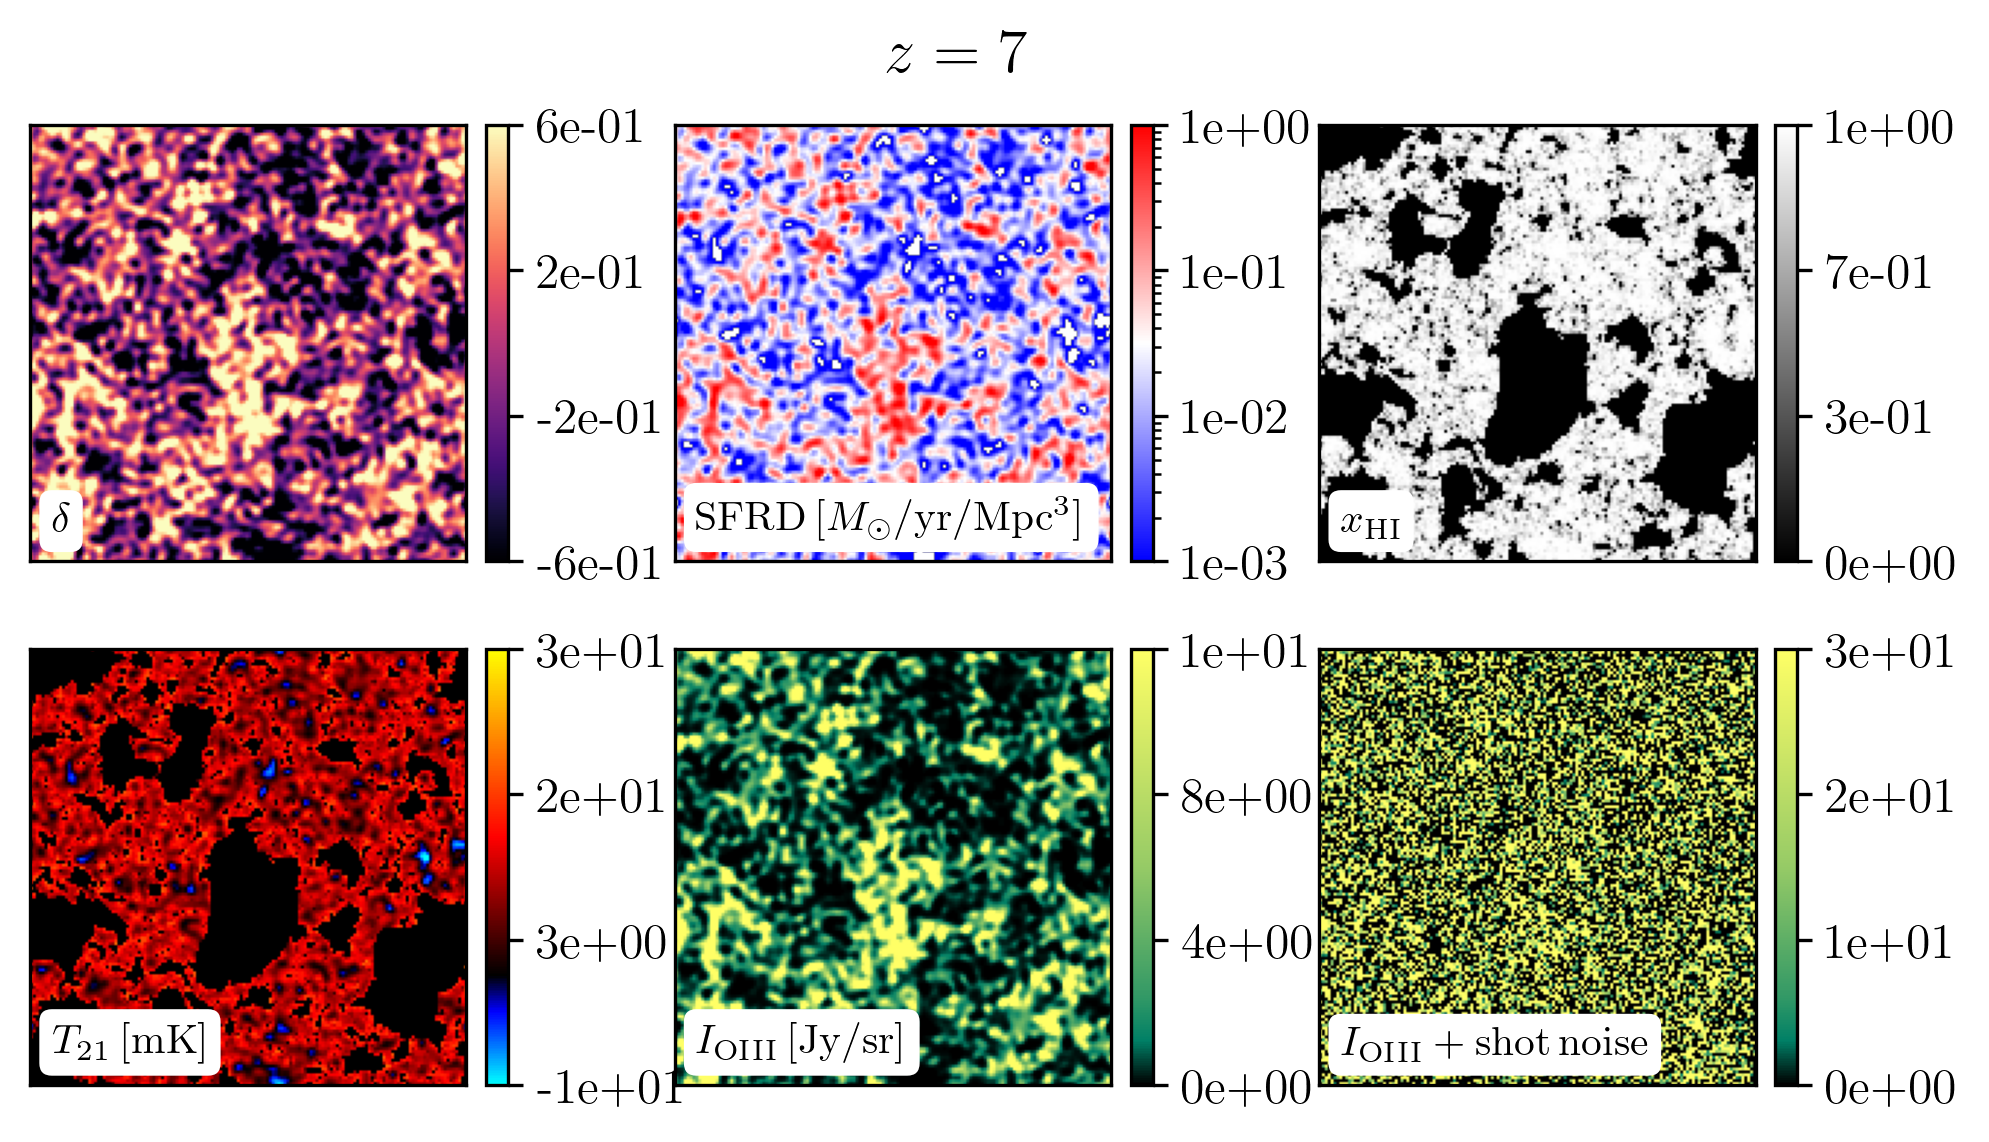 z = 7
6e-01
2e-01
-2e-01
-6e-01
δ
1e+00
1e-01
1e-02
1e-03
SFRD [M⊙/yr/Mpc³]
1e+00
7e-01
3e-01
0e+00
x_HI
3e+01
2e+01
3e+00
-1e+01
T₂₁ [mK]
1e+01
8e+00
4e+00
0e+00
I_OIII [Jy/sr]
3e+01
2e+01
1e+01
0e+00
I_OIII + shot noise